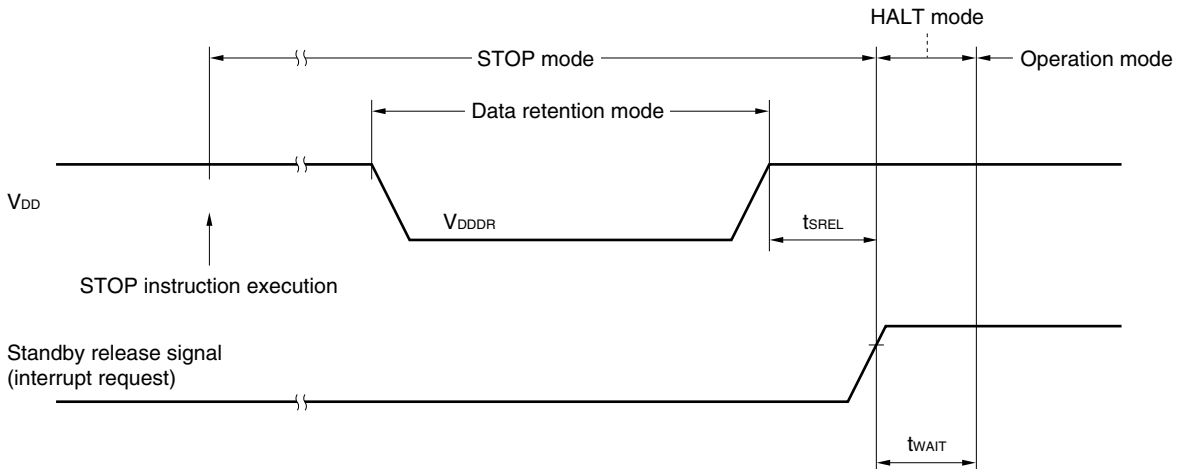 HALT mode
STOP mode
Operation mode
Data retention mode
VDD
VDDDR
tSREL
STOP instruction execution
Standby release signal
(interrupt request)
tWAIT